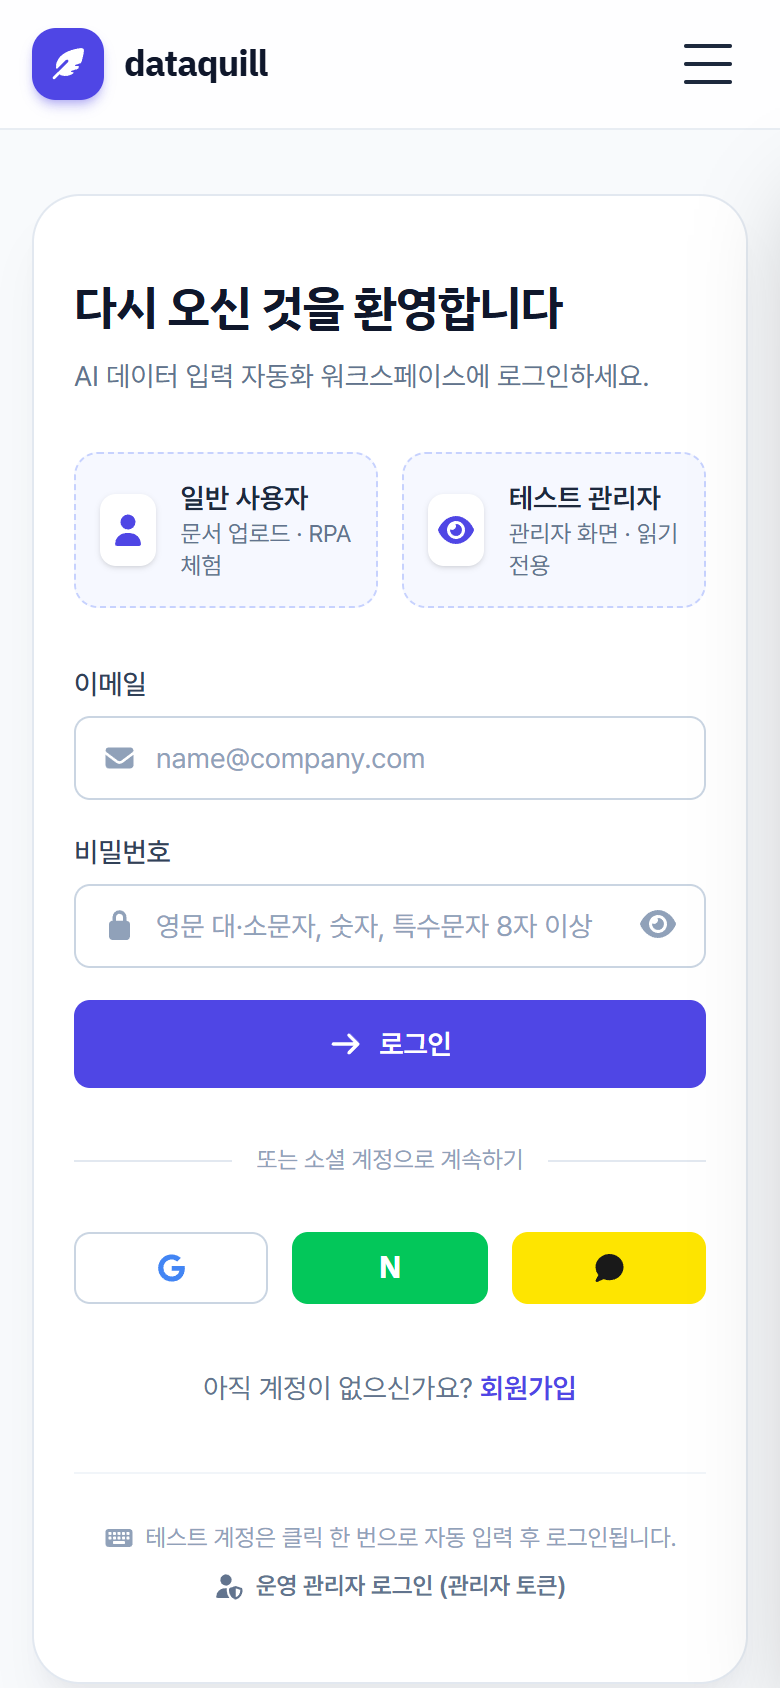 dataquill
다시 오신 것을 환영합니다
AI 데이터 입력 자동화 워크스페이스에 로그인하세요.
일반 사용자
문서 업로드 · RPA
체험
테스트 관리자
관리자 화면 · 읽기
전용
이메일
name@company.com
비밀번호
영문 대·소문자, 숫자, 특수문자 8자 이상
로그인
또는 소셜 계정으로 계속하기
G
N
아직 계정이 없으신가요? 회원가입
테스트 계정은 클릭 한 번으로 자동 입력 후 로그인됩니다.
운영 관리자 로그인 (관리자 토큰)